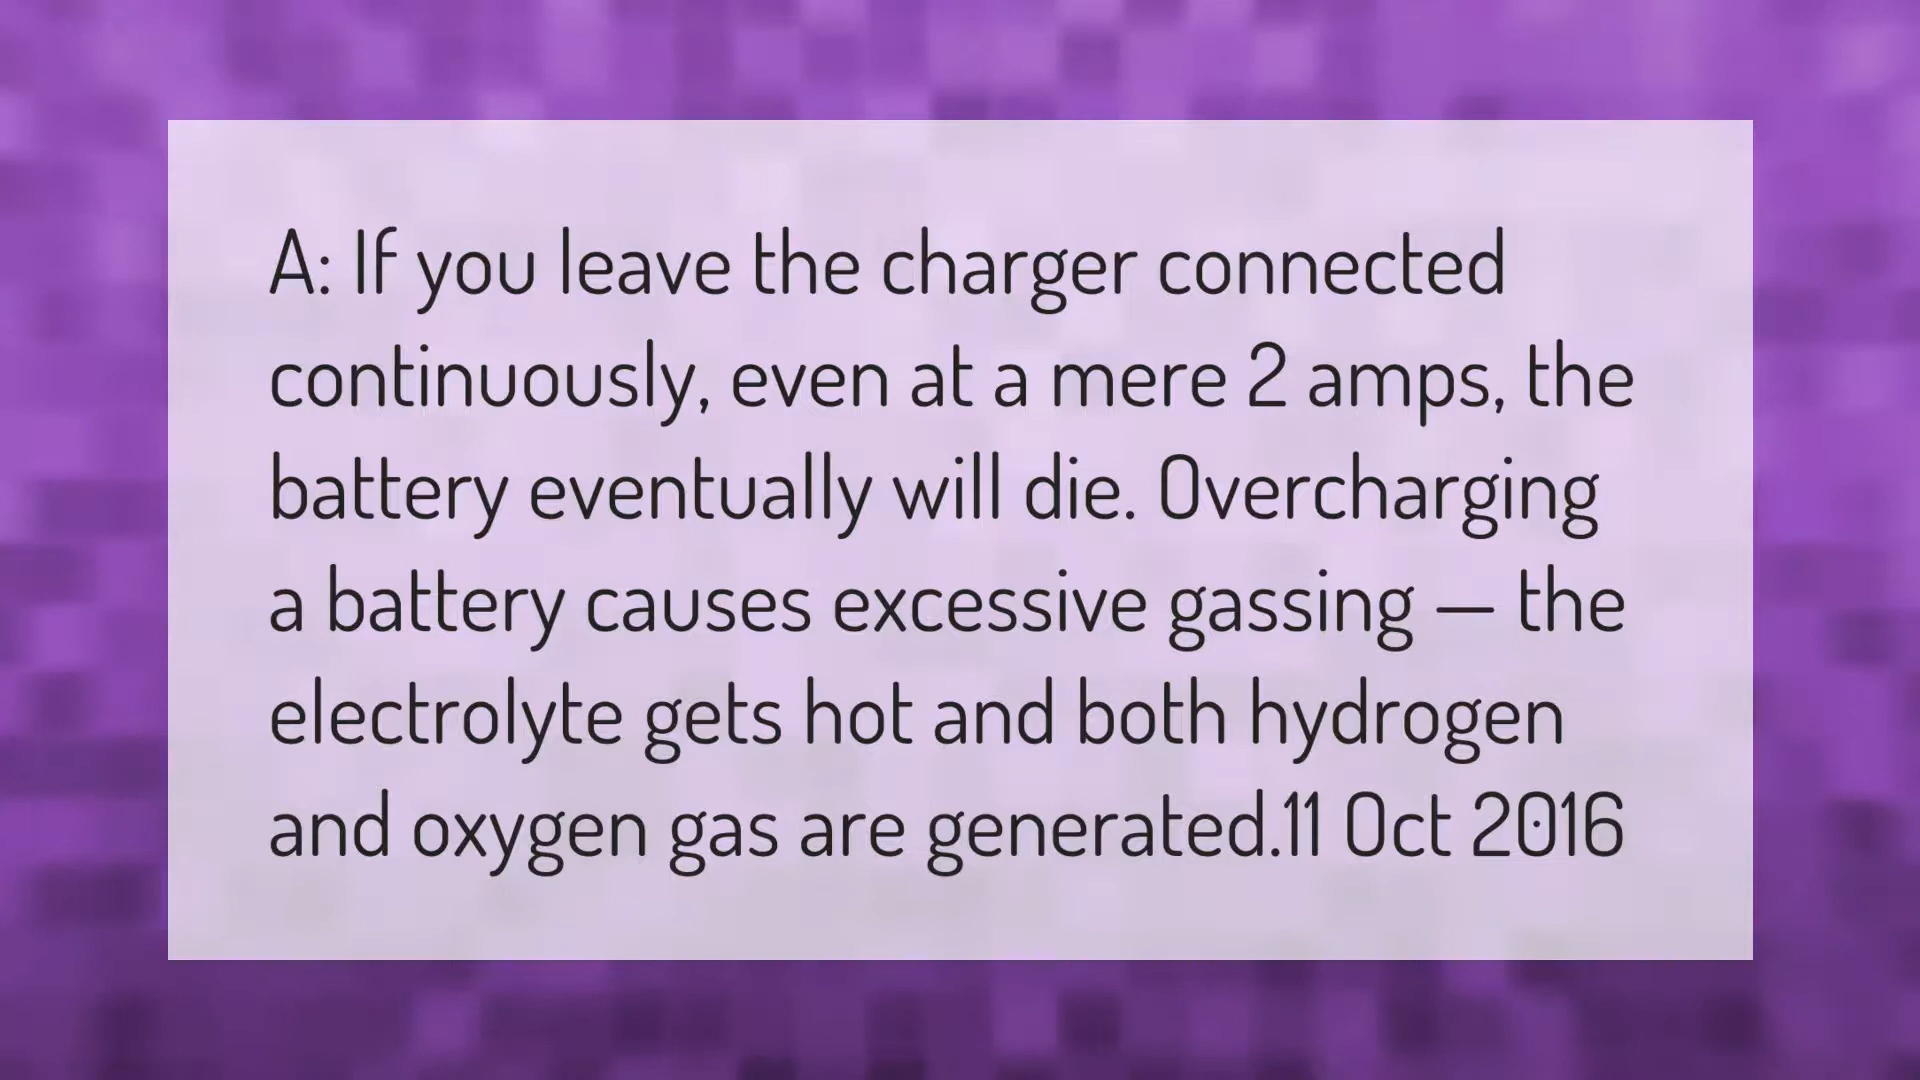 A: If you leave the charger connected
continuously, even at a mere 2 amps, the
battery eventually will die. Overcharging
a battery causes excessive gassing — the
electrolyte gets hot and both hydrogen
and oxygen gas are generated.11 Oct 2016